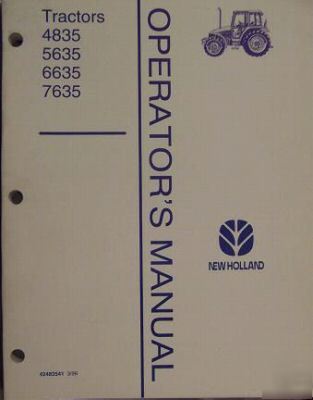 Tractors
4835
5635
6635
7635
OPERATOR'S MANUAL
NEW HOLLAND